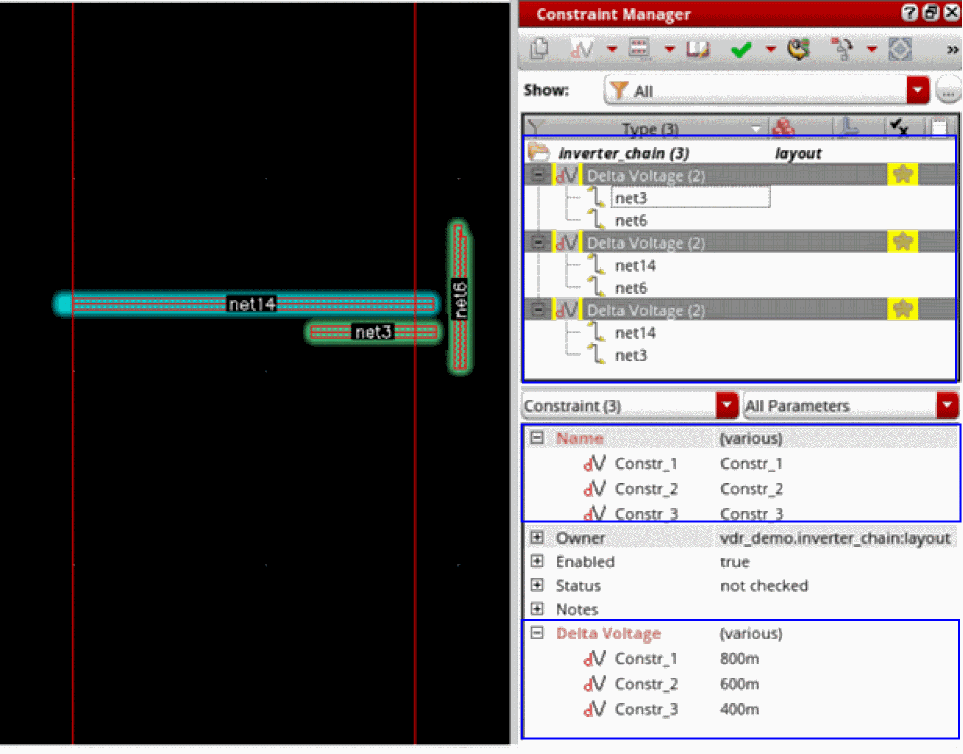 Constraint Manager
Show: All
Type (3)
inverter_chain (3) layout
Delta Voltage (2)
net3
net6
Delta Voltage (2)
net14
net6
Delta Voltage (2)
net14
net3
Constraint (3) All Parameters
Name (various)
Constr_1 Constr_1
Constr_2 Constr_2
Constr_3 Constr_3
Owner vdr_demo.inverter_chain:layout
Enabled true
Status not checked
Notes
Delta Voltage (various)
Constr_1 800m
Constr_2 600m
Constr_3 400m
net14
net3
net6